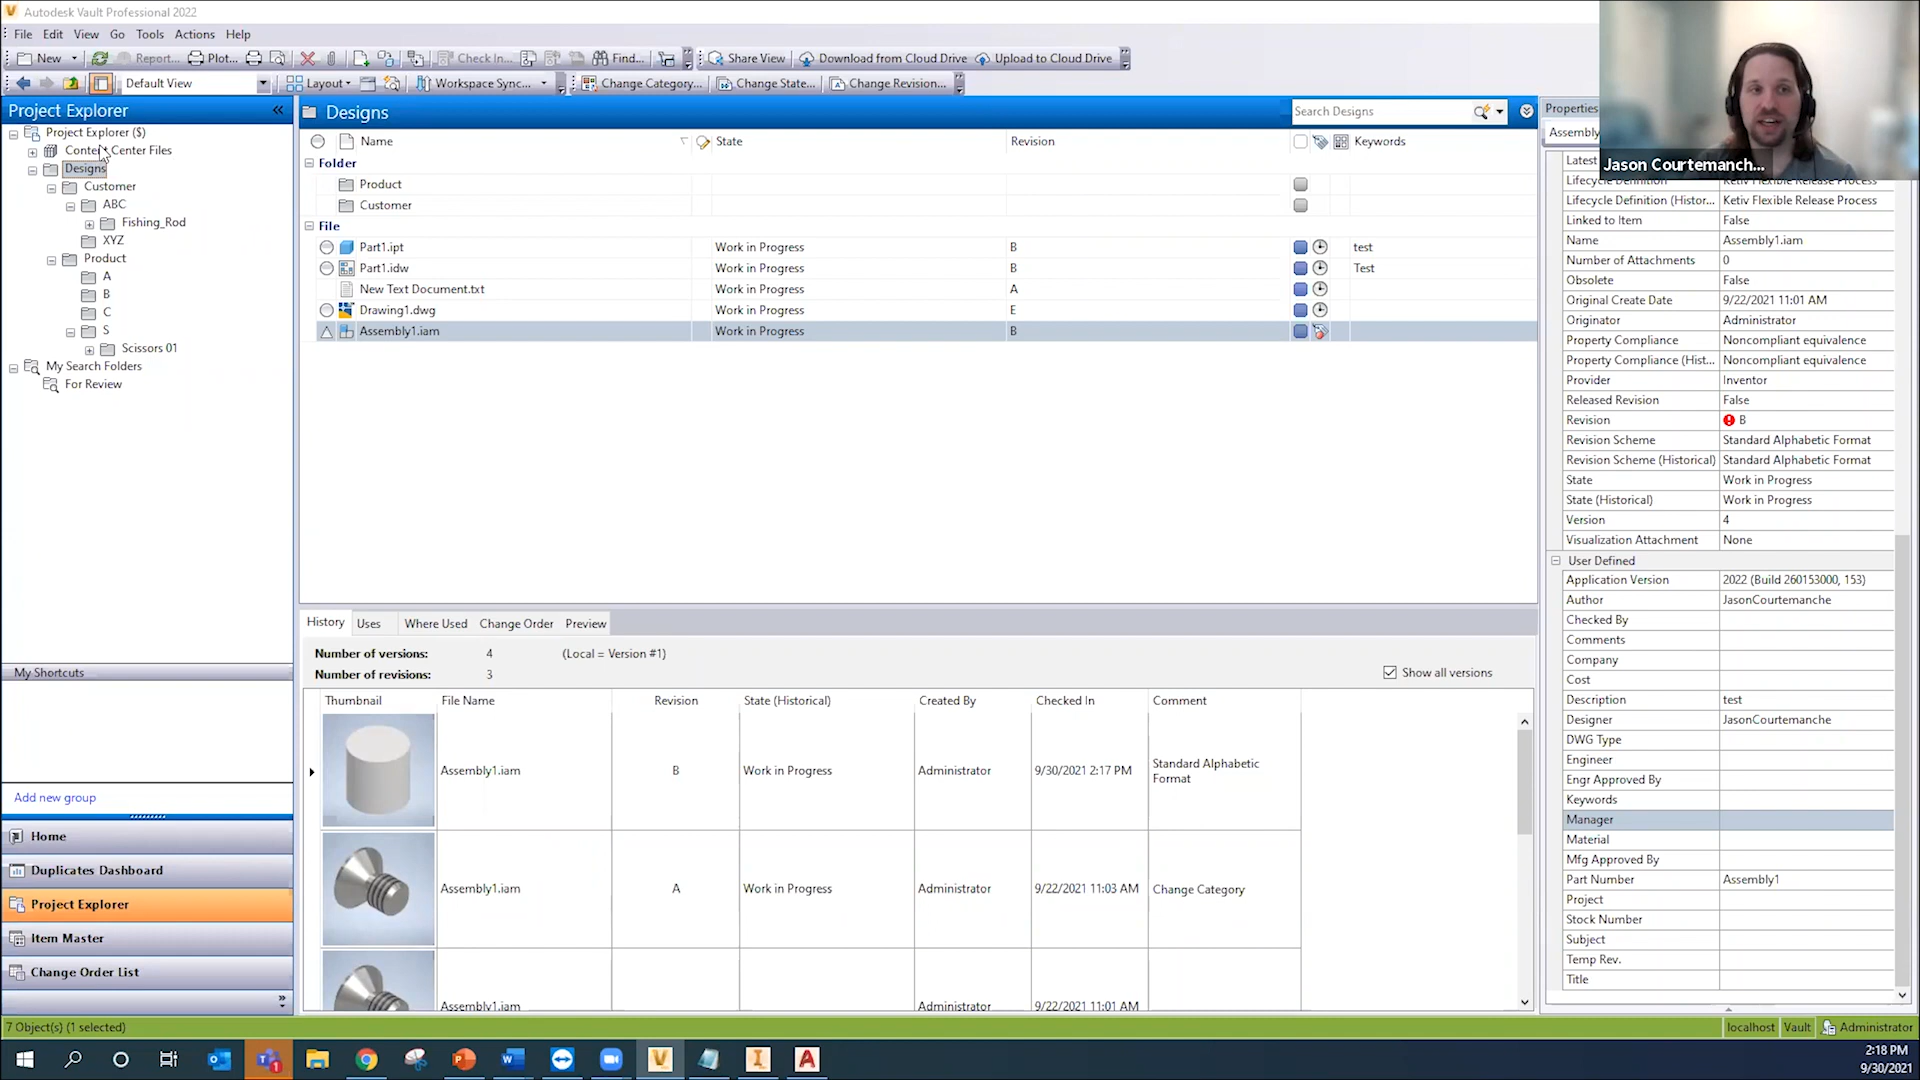 Autodesk Vault Professional 2022
File Edit View Go Tools Actions Help
New Report... Plot... Check In... Find... Share View Download from Cloud Drive Upload to Cloud Drive
Default View Layout Workspace Sync... Change Category... Change State... Change Revision...
Project Explorer «
Project Explorer ($)
Content Center Files
Designs
Customer
ABC
Fishing_Rod
XYZ
Product
A
B
C
S
Scissors 01
My Search Folders
For Review
My Shortcuts
Add new group
Home
Duplicates Dashboard
Project Explorer
Item Master
Change Order List
Designs Search Designs
Name State Revision Keywords
Folder
Product
Customer
File
Part1.ipt Work in Progress B test
Part1.idw Work in Progress B Test
New Text Document.txt Work in Progress A
Drawing1.dwg Work in Progress E
Assembly1.iam Work in Progress B
History Uses Where Used Change Order Preview
Number of versions: 4 (Local = Version #1)
Number of revisions: 3
Show all versions
Thumbnail File Name Revision State (Historical) Created By Checked In Comment
Assembly1.iam B Work in Progress Administrator 9/30/2021 2:17 PM Standard Alphabetic
Format
Assembly1.iam A Work in Progress Administrator 9/22/2021 11:03 AM Change Category
Assembly1.iam Administrator 9/22/2021 11:01 AM
Properties
Assembly
Jason Courtemanch...
Latest
Lifecycle Definition Ketiv Flexible Release Process
Lifecycle Definition (Histor... Ketiv Flexible Release Process
Linked to Item False
Name Assembly1.iam
Number of Attachments 0
Obsolete False
Original Create Date 9/22/2021 11:01 AM
Originator Administrator
Property Compliance Noncompliant equivalence
Property Compliance (Hist... Noncompliant equivalence
Provider Inventor
Released Revision False
Revision B
Revision Scheme Standard Alphabetic Format
Revision Scheme (Historical) Standard Alphabetic Format
State Work in Progress
State (Historical) Work in Progress
Version 4
Visualization Attachment None
User Defined
Application Version 2022 (Build 260153000, 153)
Author JasonCourtemanche
Checked By
Comments
Company
Cost
Description test
Designer JasonCourtemanche
DWG Type
Engineer
Engr Approved By
Keywords
Manager
Material
Mfg Approved By
Part Number Assembly1
Project
Stock Number
Subject
Temp Rev.
Title
7 Object(s) (1 selected) localhost Vault Administrator
2:18 PM
9/30/2021